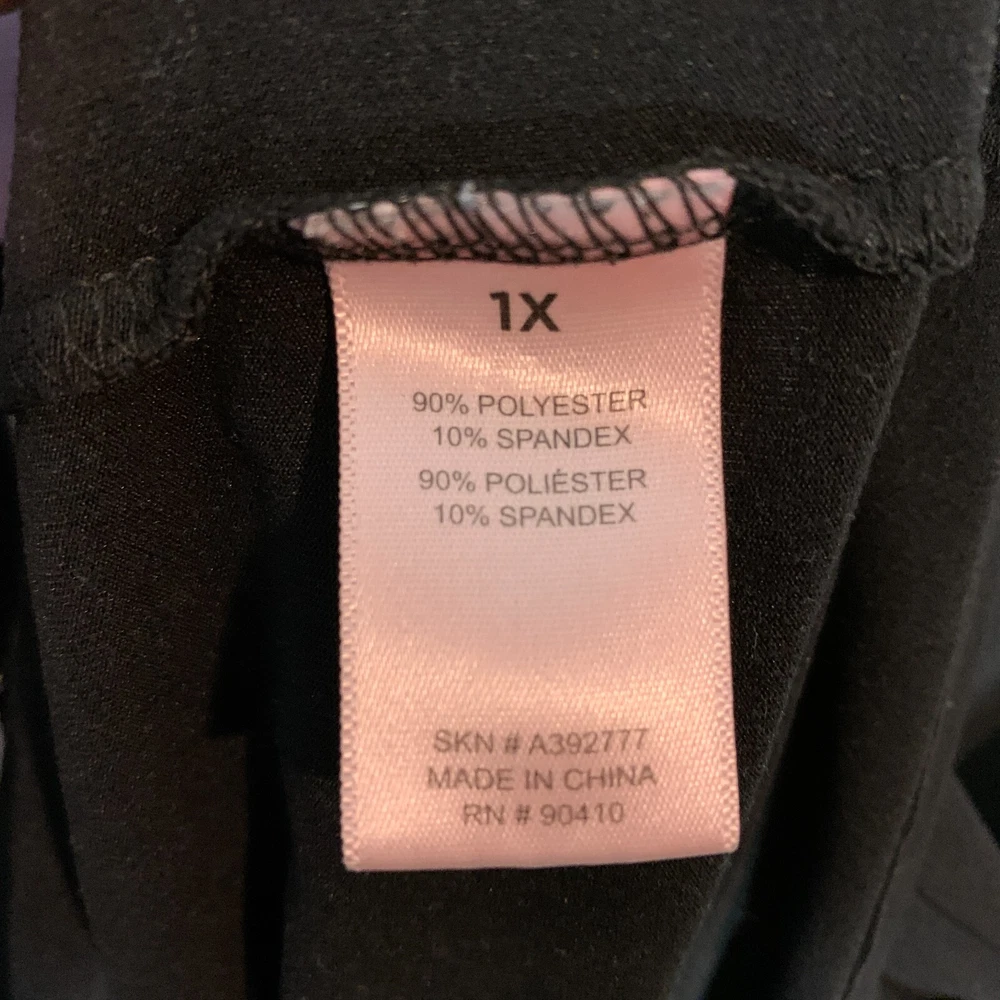 1X
90% POLYESTER
10% SPANDEX
90% POLIÉSTER
10% SPANDEX
SKN # A392777
MADE IN CHINA
RN # 90410